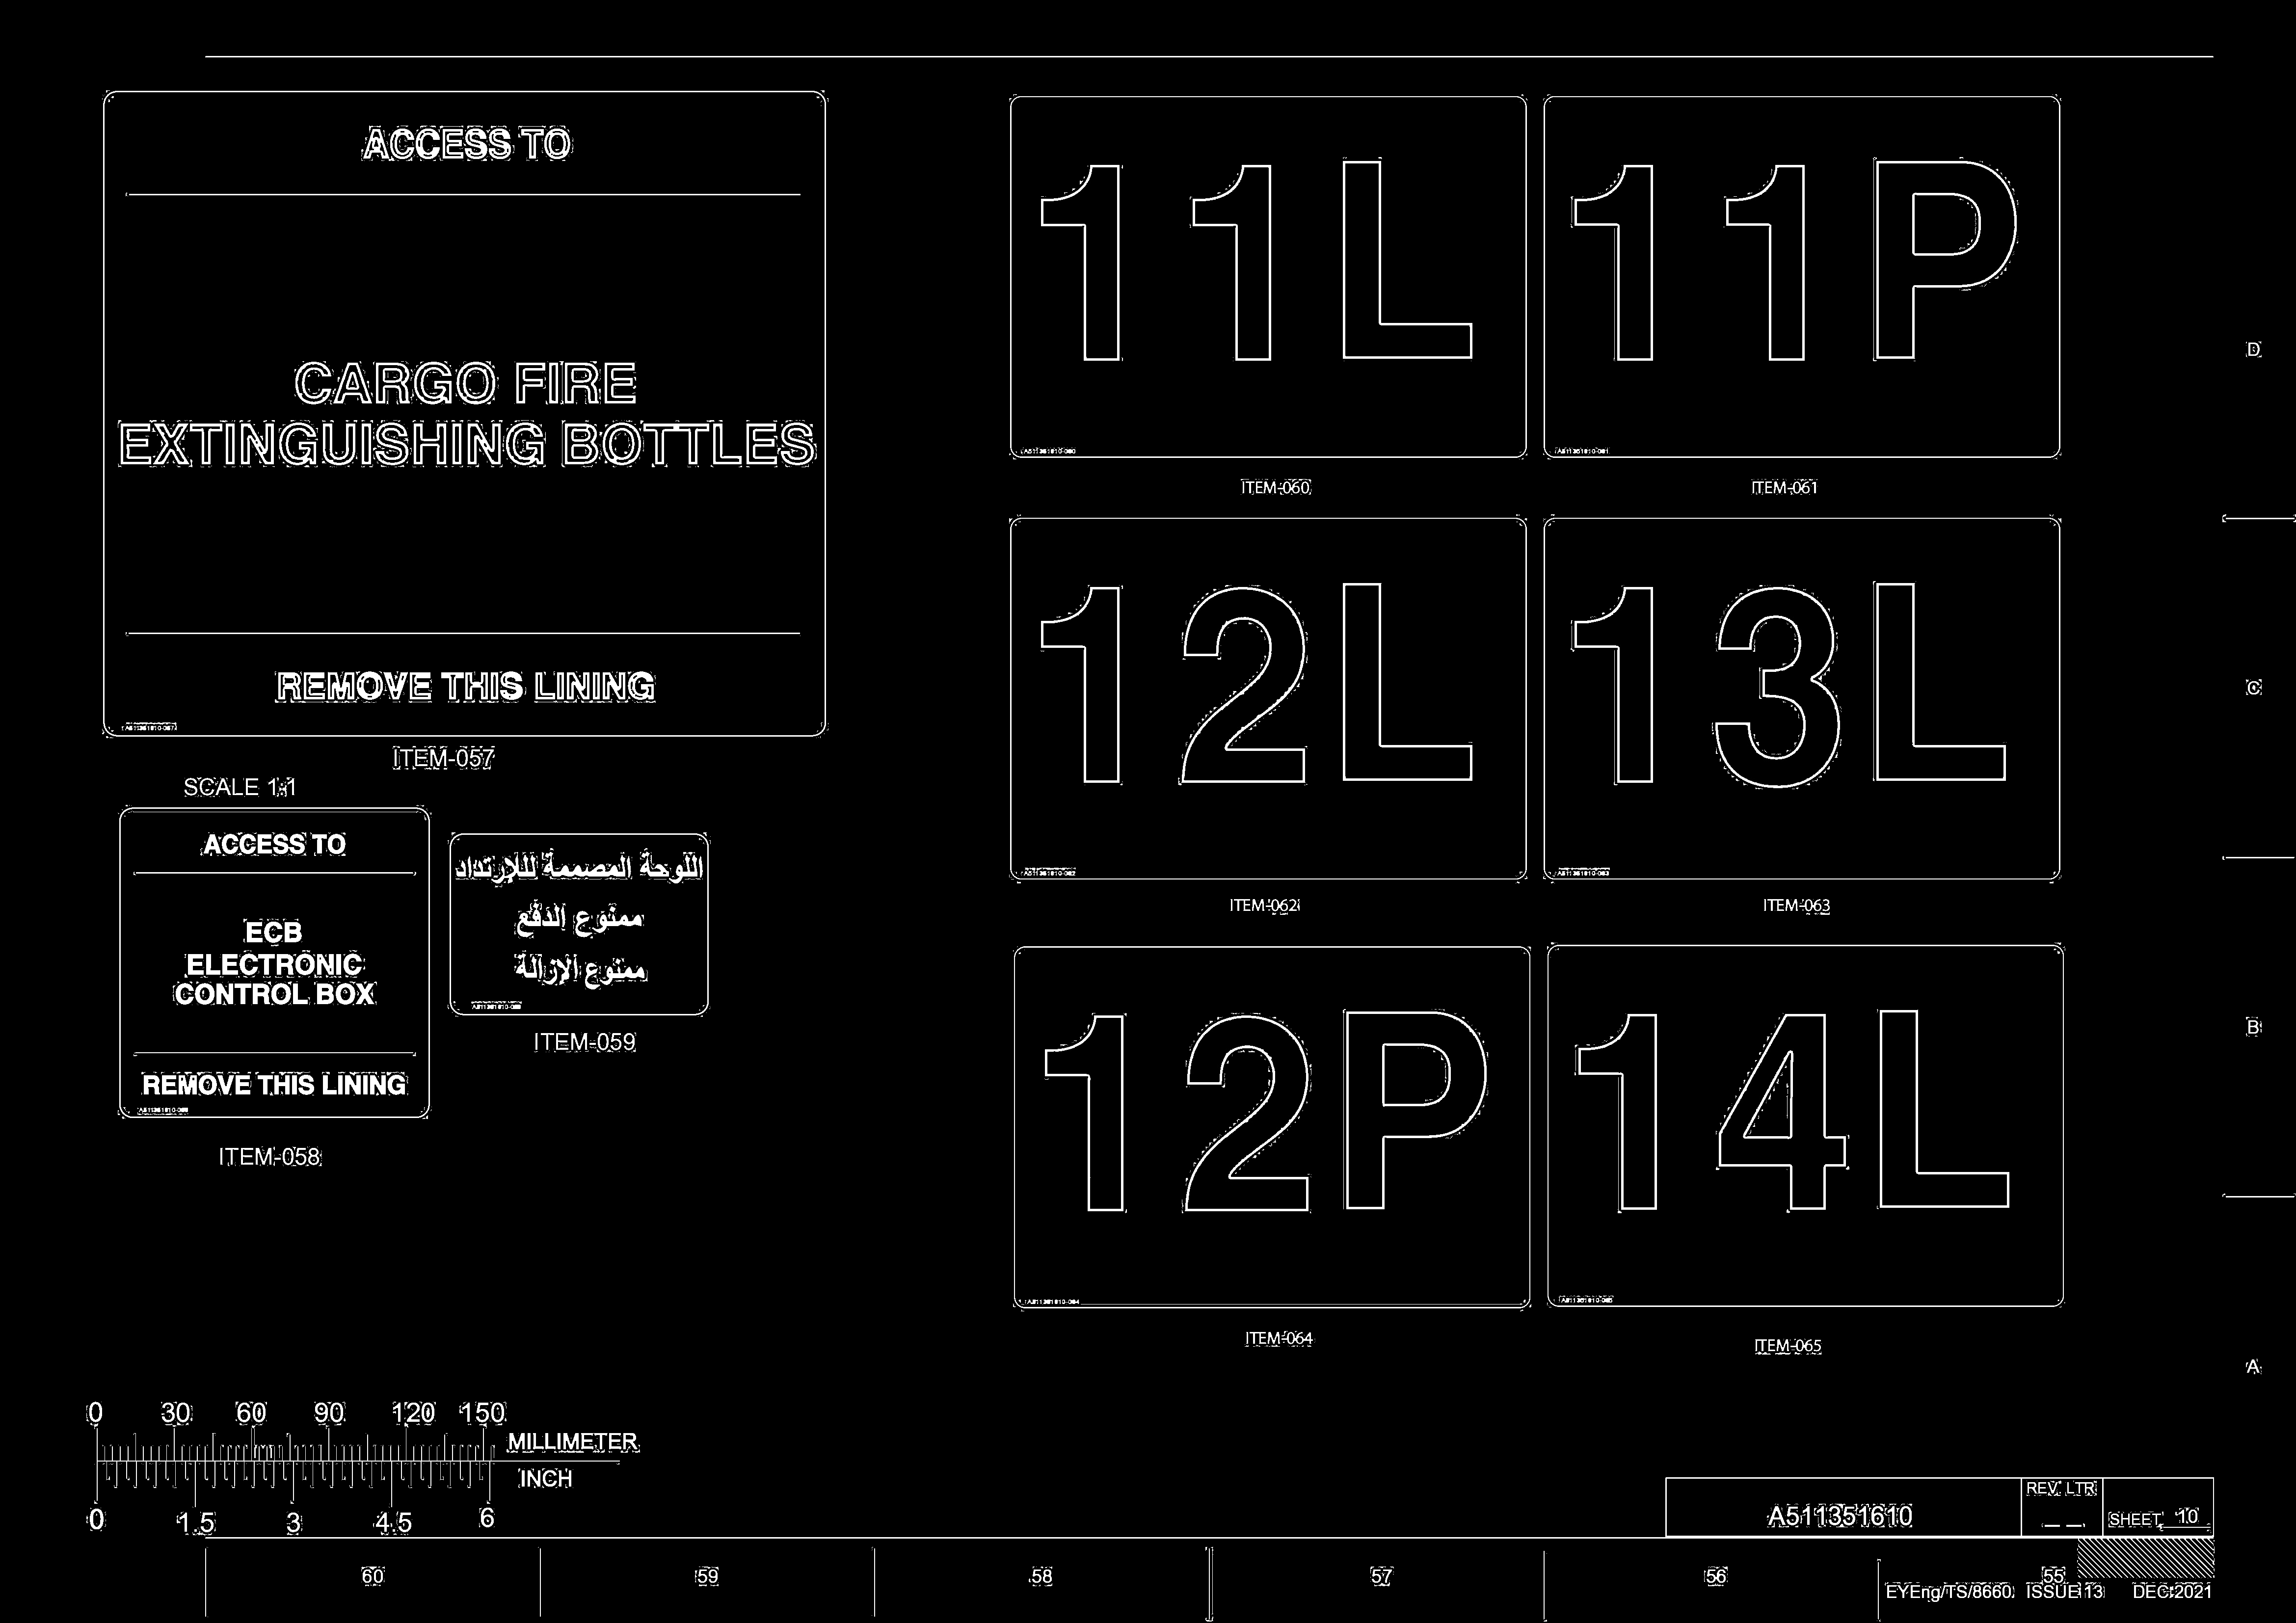 ACCESS TO
CARGO FIRE
EXTINGUISHING BOTTLES
REMOVE THIS LINING
ITEM-057
SCALE 1:1
ACCESS TO
ECB
ELECTRONIC
CONTROL BOX
REMOVE THIS LINING
ITEM-058
اللوحة المصممة للإرتداد
ممنوع الدفع
ممنوع الازالة
ITEM-059
11L
ITEM-060
11P
ITEM-061
12L
ITEM-062
13L
ITEM-063
12P
ITEM-064
14L
ITEM-065
D
C
B
A
0 30 60 90 120 150
MILLIMETER
INCH
0 1.5 3 4.5 6
A511351610
REV LTR
_ _
SHEET 10
60 59 58 57 56 55
EYEng/TS/8660 ISSUE 13 DEC 2021